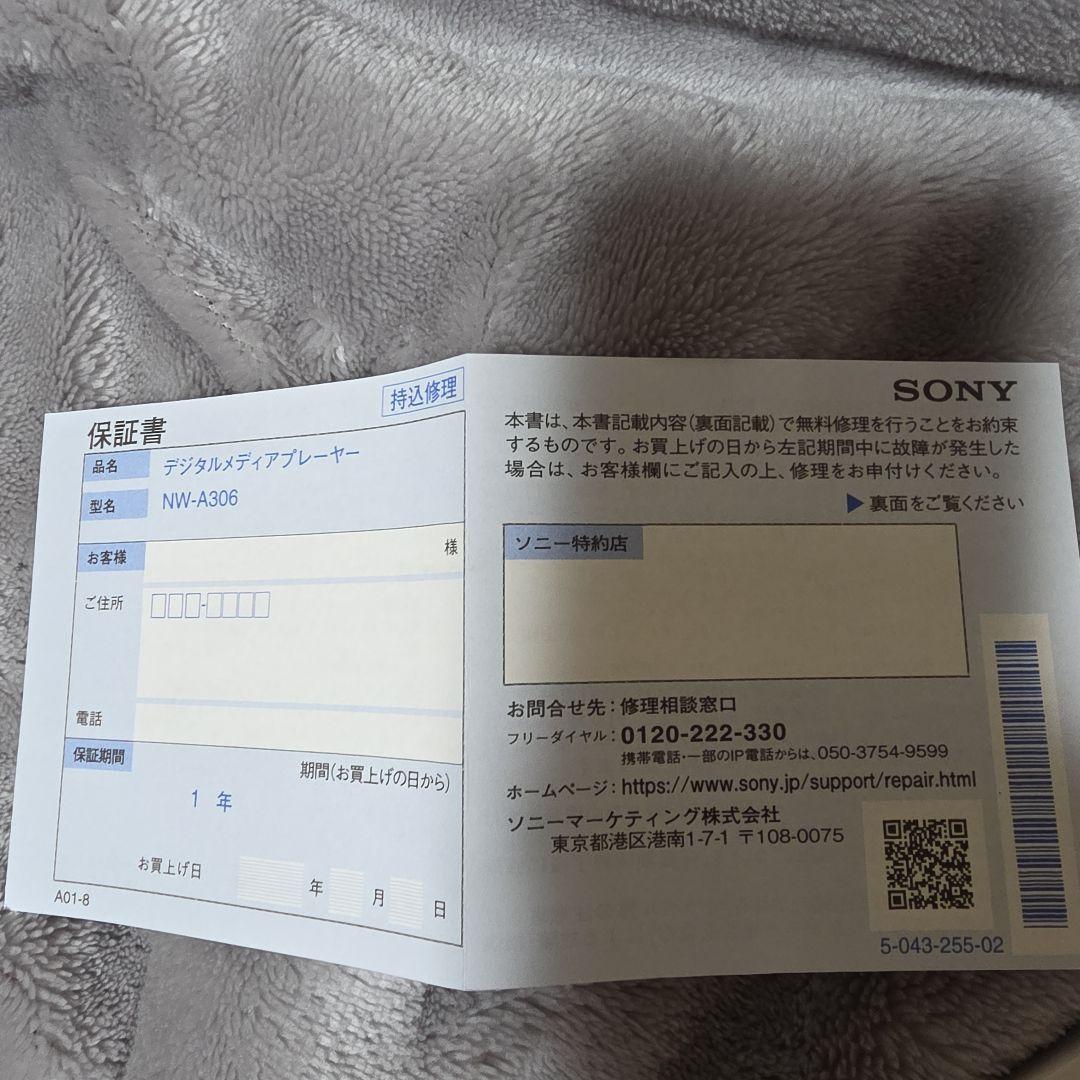 持込修理
保証書
品名 デジタルメディアプレーヤー
型名 NW-A306
お客様 様
ご住所
電話
保証期間
期間(お買上げの日から)
1 年
お買上げ日 年 月 日
A01-8
SONY
本書は、本書記載内容(裏面記載)で無料修理を行うことをお約束
するものです。お買上げの日から左記期間中に故障が発生した
場合は、お客様欄にご記入の上、修理をお申付けください。
▶裏面をご覧ください
ソニー特約店
お問合せ先:修理相談窓口
フリーダイヤル:0120-222-330
携帯電話・一部のIP電話からは、050-3754-9599
ホームページ:https://www.sony.jp/support/repair.html
ソニーマーケティング株式会社
東京都港区港南1-7-1 〒108-0075
5-043-255-02